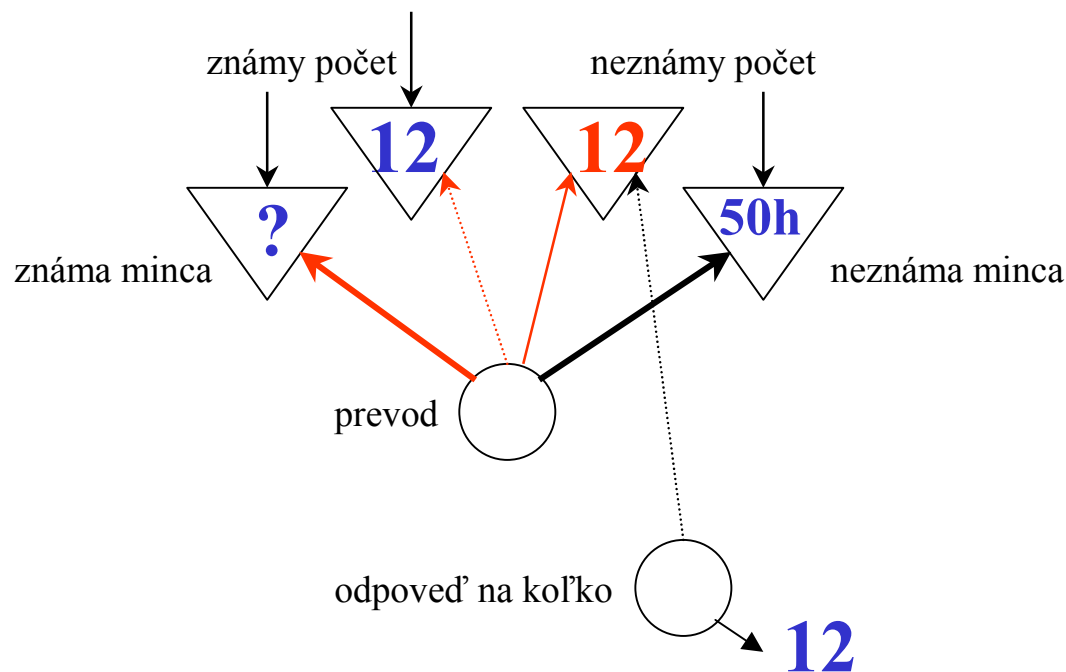 známy počet
neznámy počet
12
12
?
50h
známa minca
neznáma minca
prevod
odpoveď na koľko
12